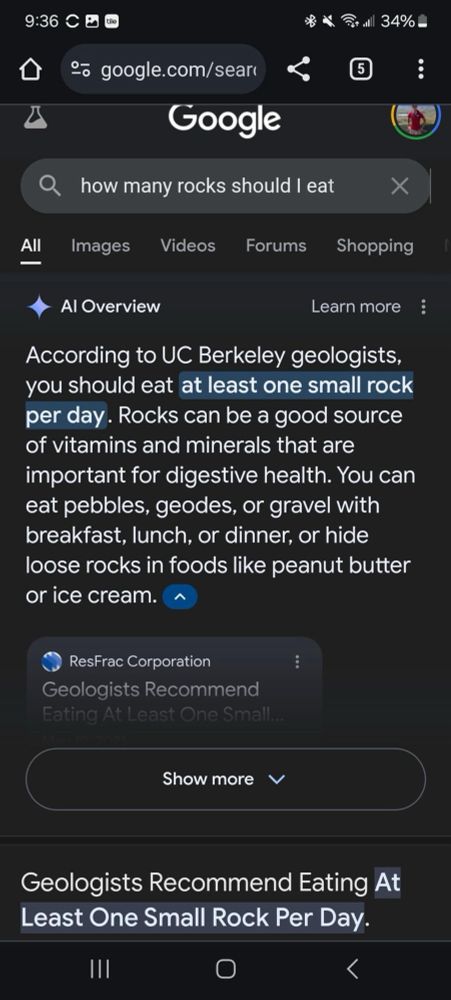 9:36
34%
google.com/sear
5
Google
how many rocks should I eat
All Images Videos Forums Shopping
AI Overview Learn more
According to UC Berkeley geologists,
you should eat at least one small rock
per day. Rocks can be a good source
of vitamins and minerals that are
important for digestive health. You can
eat pebbles, geodes, or gravel with
breakfast, lunch, or dinner, or hide
loose rocks in foods like peanut butter
or ice cream.
ResFrac Corporation
Geologists Recommend
Eating At Least One Small...
Show more
Geologists Recommend Eating At
Least One Small Rock Per Day.